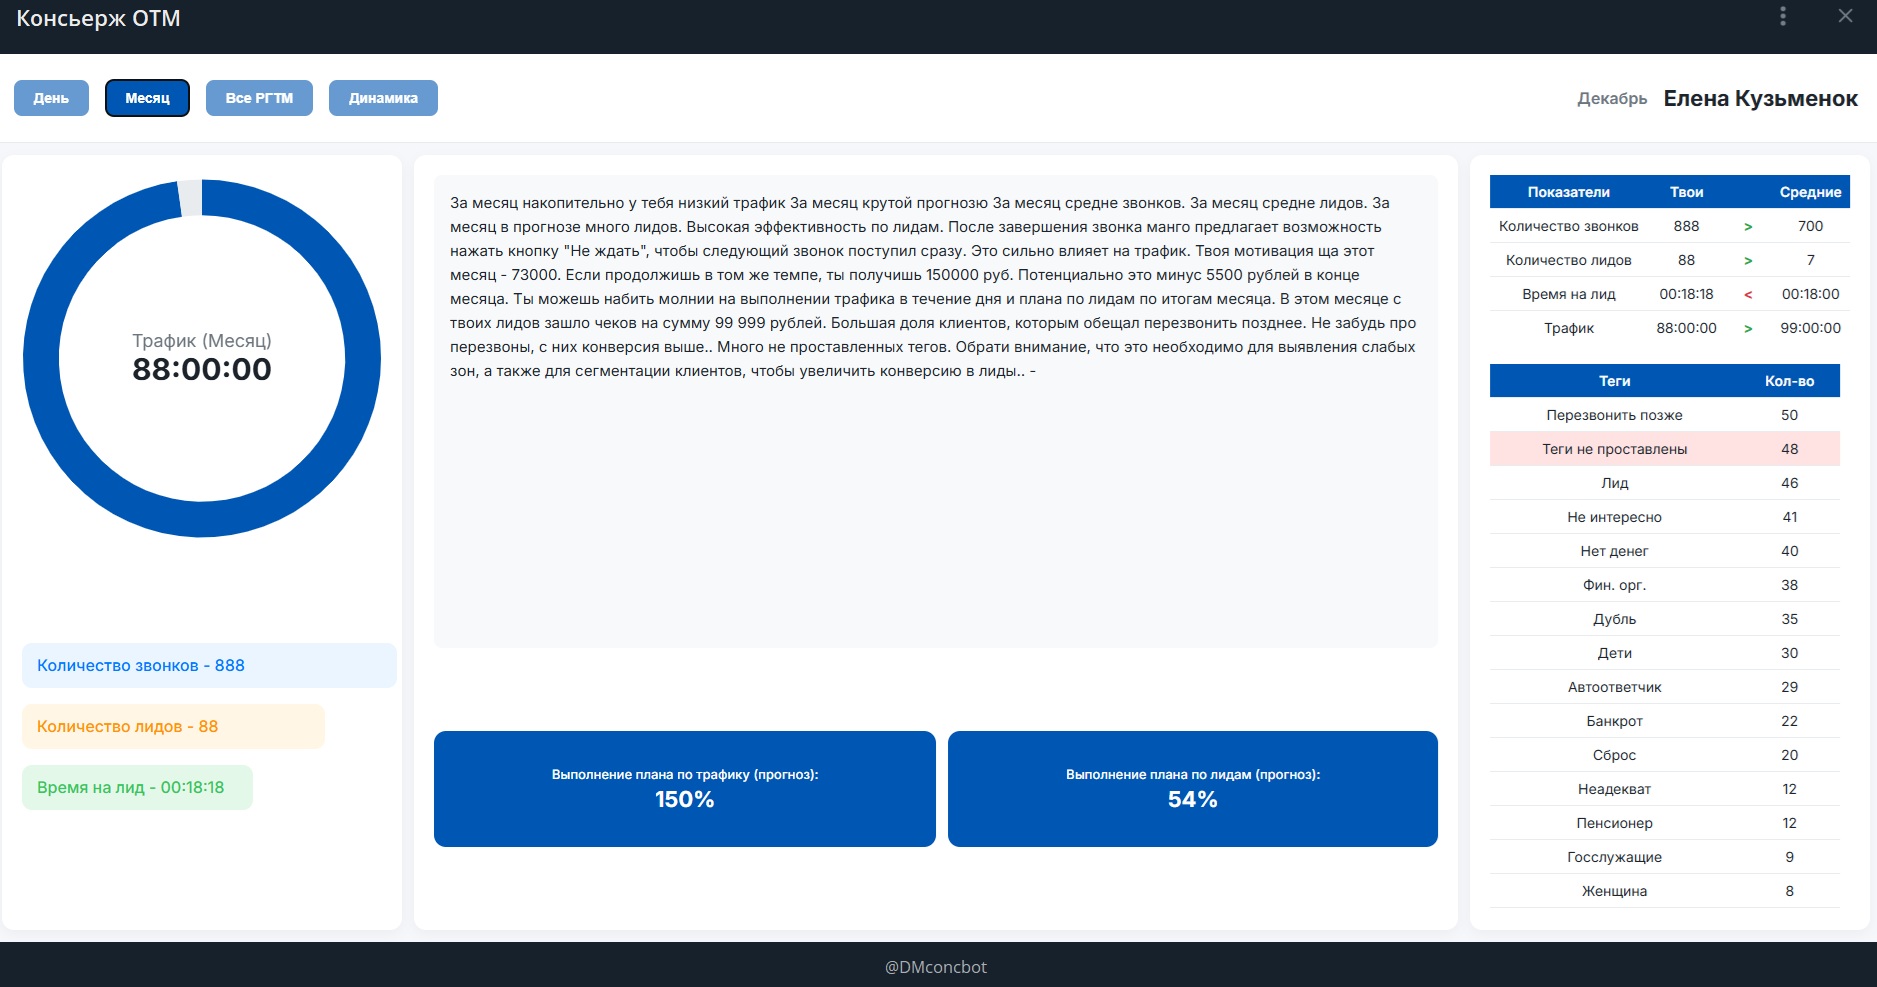 Консьерж ОТМ
День
Месяц
Все РГТМ
Динамика
Декабрь Елена Кузьменок
Трафик (Месяц)
88:00:00
Количество звонков - 888
Количество лидов - 88
Время на лид - 00:18:18
За месяц накопительно у тебя низкий трафик За месяц крутой прогнозю За месяц средне звонков. За месяц средне лидов. За
месяц в прогнозе много лидов. Высокая эффективность по лидам. После завершения звонка манго предлагает возможность
нажать кнопку "Не ждать", чтобы следующий звонок поступил сразу. Это сильно влияет на трафик. Твоя мотивация ща этот
месяц - 73000. Если продолжишь в том же темпе, ты получишь 150000 руб. Потенциально это минус 5500 рублей в конце
месяца. Ты можешь набить молнии на выполнении трафика в течение дня и плана по лидам по итогам месяца. В этом месяце с
твоих лидов зашло чеков на сумму 99 999 рублей. Большая доля клиентов, которым обещал перезвонить позднее. Не забудь про
перезвоны, с них конверсия выше.. Много не проставленных тегов. Обрати внимание, что это необходимо для выявления слабых
зон, а также для сегментации клиентов, чтобы увеличить конверсию в лиды.. -
Выполнение плана по трафику (прогноз):
150%
Выполнение плана по лидам (прогноз):
54%
Показатели Твои Средние
Количество звонков 888 > 700
Количество лидов 88 > 7
Время на лид 00:18:18 < 00:18:00
Трафик 88:00:00 > 99:00:00
Теги Кол-во
Перезвонить позже 50
Теги не проставлены 48
Лид 46
Не интересно 41
Нет денег 40
Фин. орг. 38
Дубль 35
Дети 30
Автоответчик 29
Банкрот 22
Сброс 20
Неадекват 12
Пенсионер 12
Госслужащие 9
Женщина 8
@DMconcbot